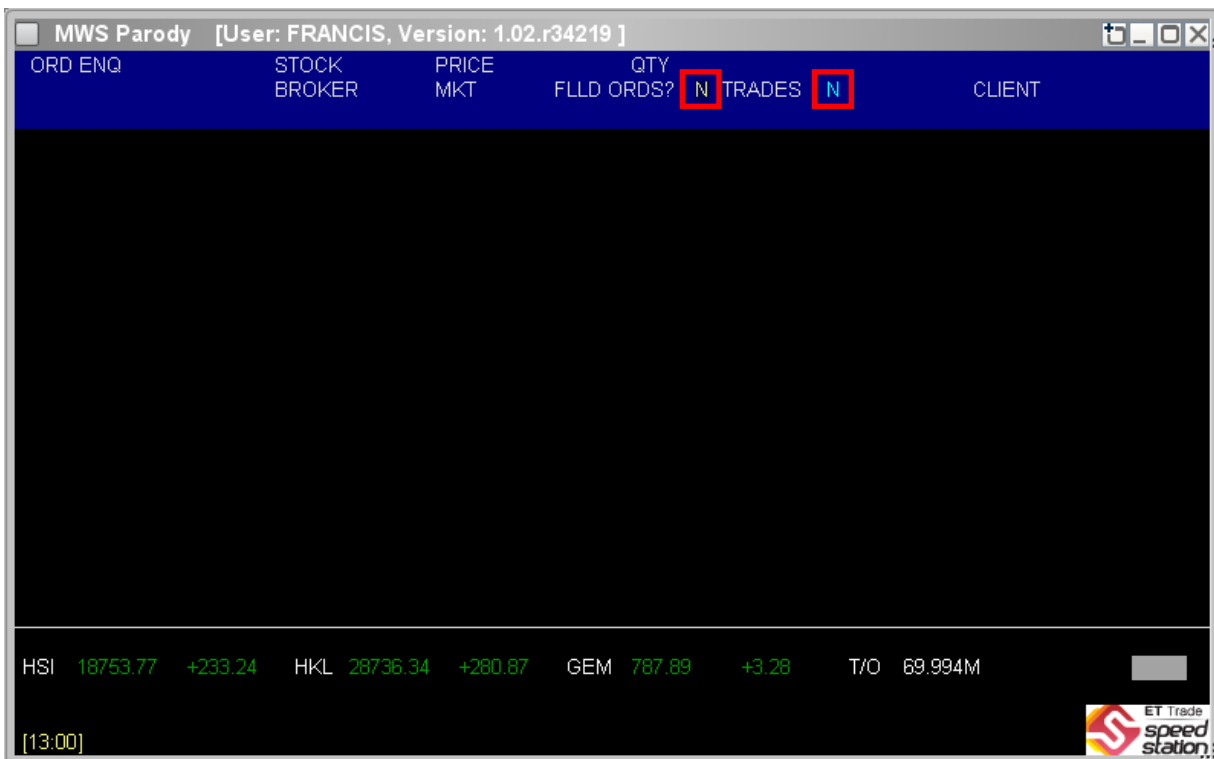 MWS Parody [User: FRANCIS, Version: 1.02.r34219 ]
ORD ENQ STOCK PRICE QTY
BROKER MKT FLLD ORDS? N TRADES N CLIENT
HSI 18753.77 +233.24 HKL 28736.34 +280.87 GEM 787.89 +3.28 T/O 69.994M
ET Trade
speed
station
[13:00]